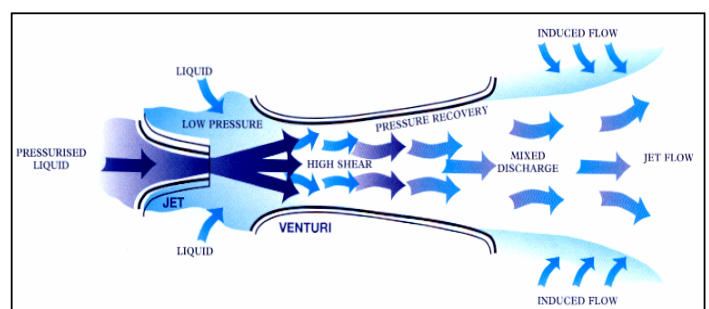 INDUCED FLOW
LIQUID
LOW PRESSURE
PRESSURE RECOVERY
PRESSURISED
LIQUID
HIGH SHEAR
MIXED
DISCHARGE
JET FLOW
JET
VENTURI
LIQUID
INDUCED FLOW